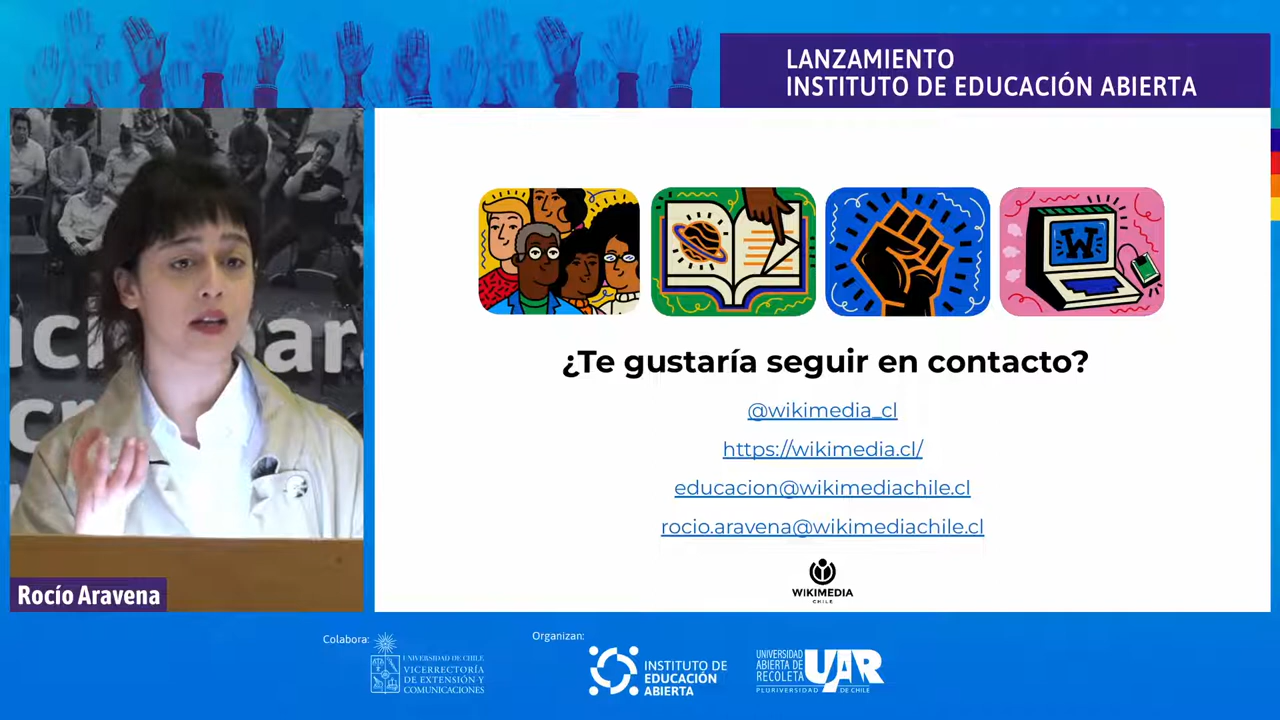 LANZAMIENTO
INSTITUTO DE EDUCACIÓN ABIERTA
Rocío Aravena
W
¿Te gustaría seguir en contacto?
@wikimedia_cl
https://wikimedia.cl/
educacion@wikimediachile.cl
rocio.aravena@wikimediachile.cl
WIKIMEDIA
CHILE
Colabora:
UNIVERSIDAD DE CHILE
VICERRECTORÍA
DE EXTENSIÓN Y
COMUNICACIONES
Organizan:
INSTITUTO DE
EDUCACIÓN
ABIERTA
UNIVERSIDAD
ABIERTA DE
RECOLETA
UAR
PLURIVERSIDAD DE CHILE